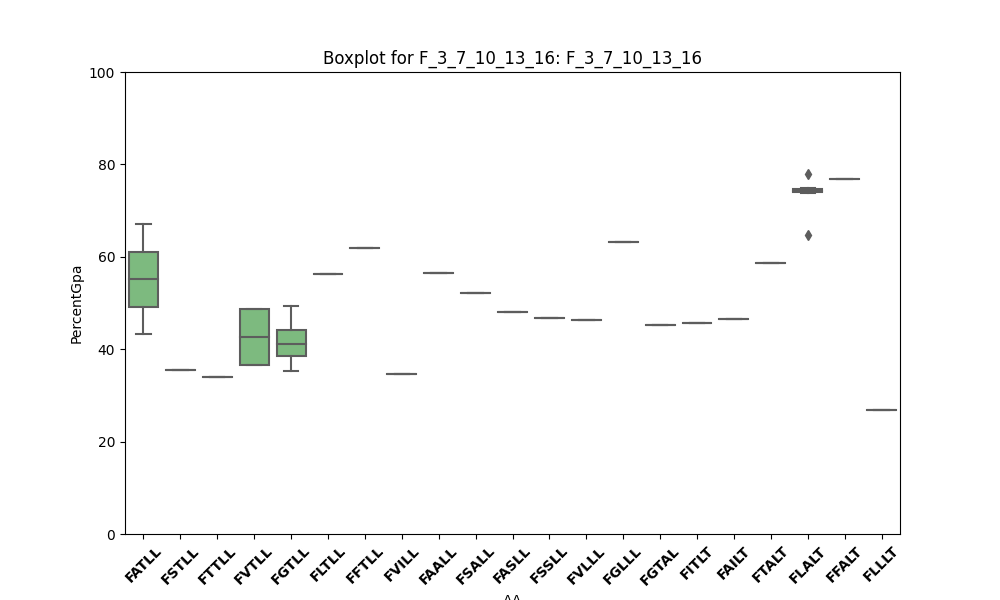 Boxplot for F_3_7_10_13_16: F_3_7_10_13_16
PercentGpa
100
80
60
40
20
0
FATLL
FSTLL
FTTLL
FVTLL
FGTLL
FLTLL
FFTLL
FVILL
FAALL
FSALL
FASLL
FSSLL
FVLLL
FGLLL
FGTAL
FITLT
FAILT
FTALT
FLALT
FFALT
FLLLT
AA